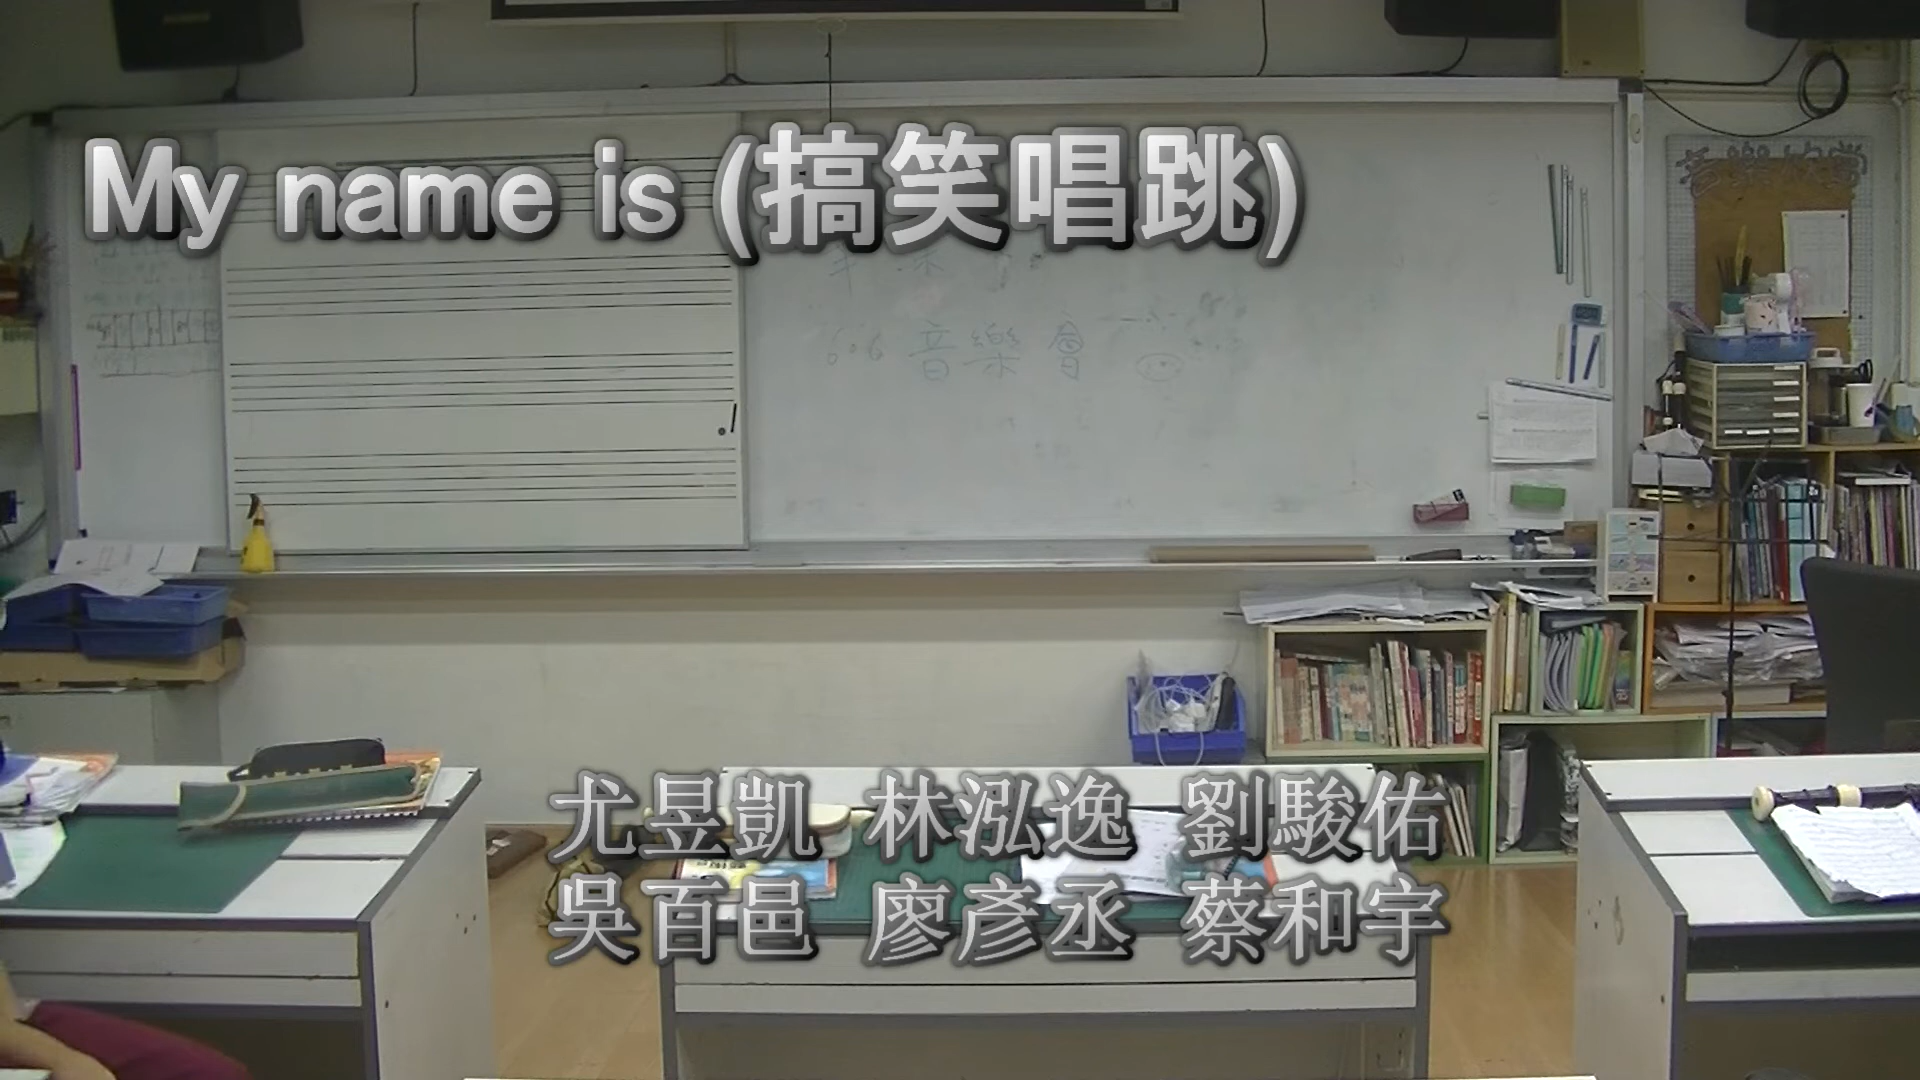 My name is (搞笑唱跳)
606 音樂會
尤昱凱 林泓逸 劉駿佑
吳百邑 廖彥丞 蔡和宇